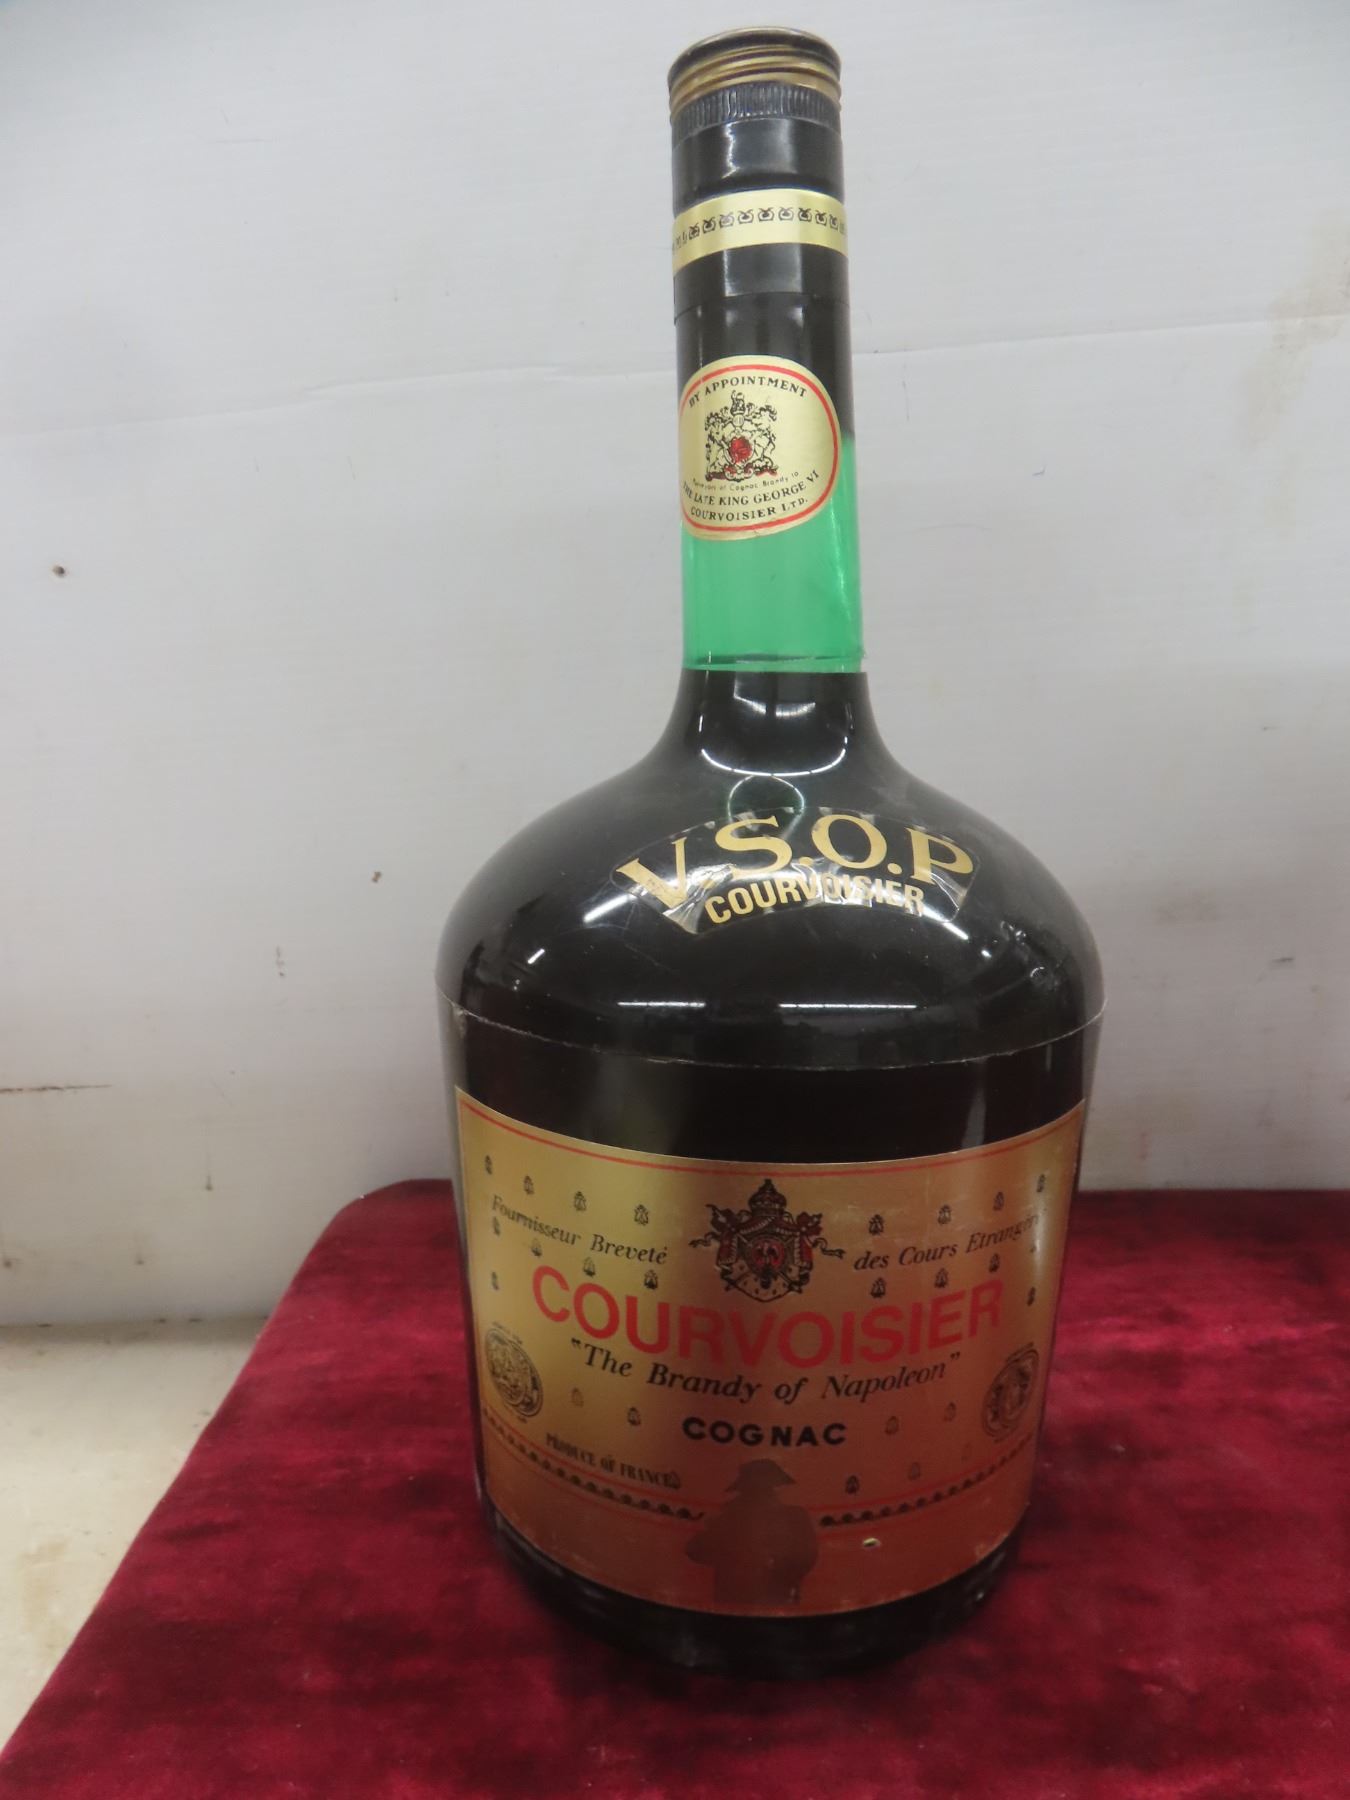 BY APPOINTMENT
Purveyors of Cognac Brandy to
THE LATE KING GEORGE VI
COURVOISIER LTD.
V.S.O.P
COURVOISIER
Fournisseur Breveté des Cours Etrangères
COURVOISIER
"The Brandy of Napoleon"
COGNAC
PRODUCE OF FRANCE